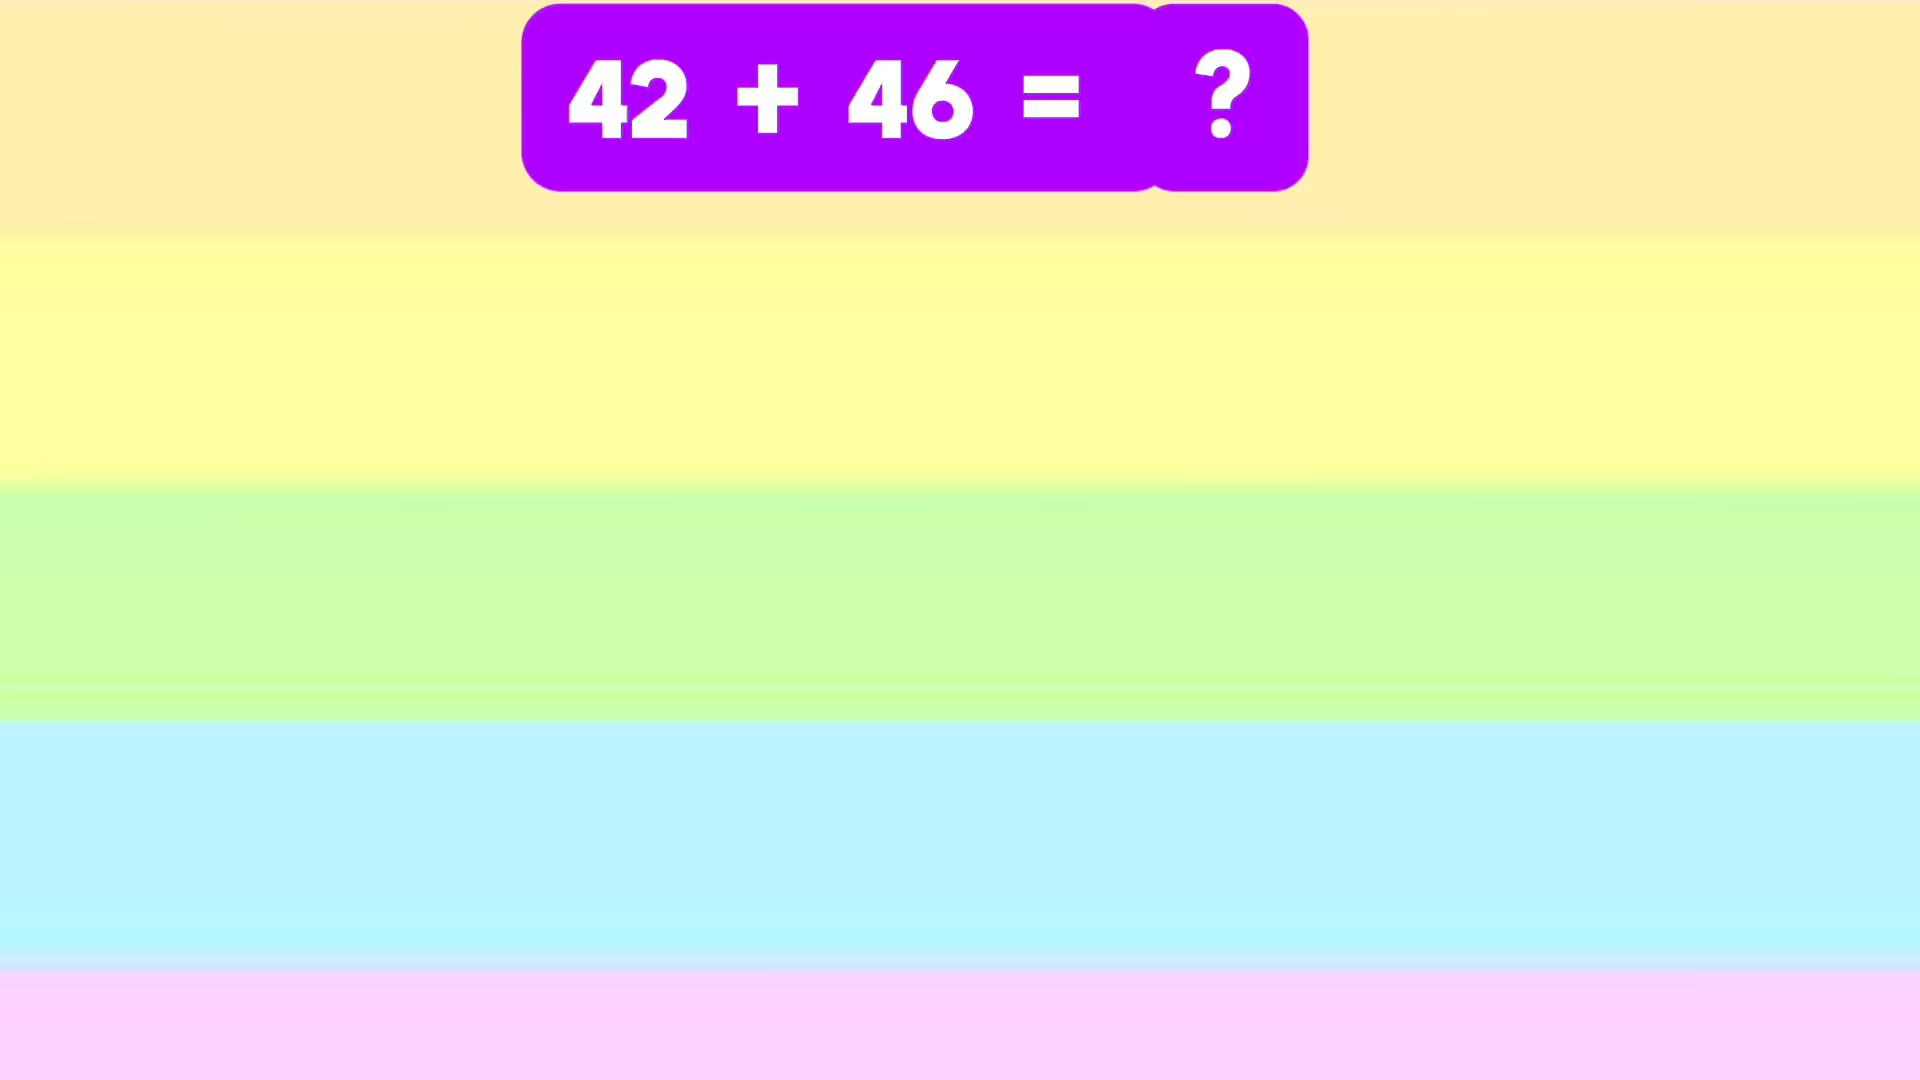 42 + 46 = ?